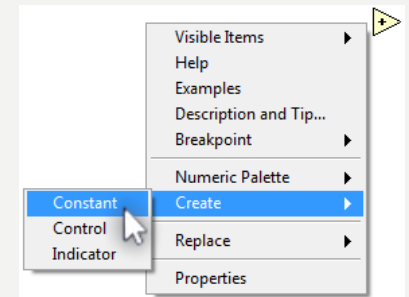 Visible Items
Help
Examples
Description and Tip...
Breakpoint
Numeric Palette
Create
Constant
Control
Indicator
Replace
Properties